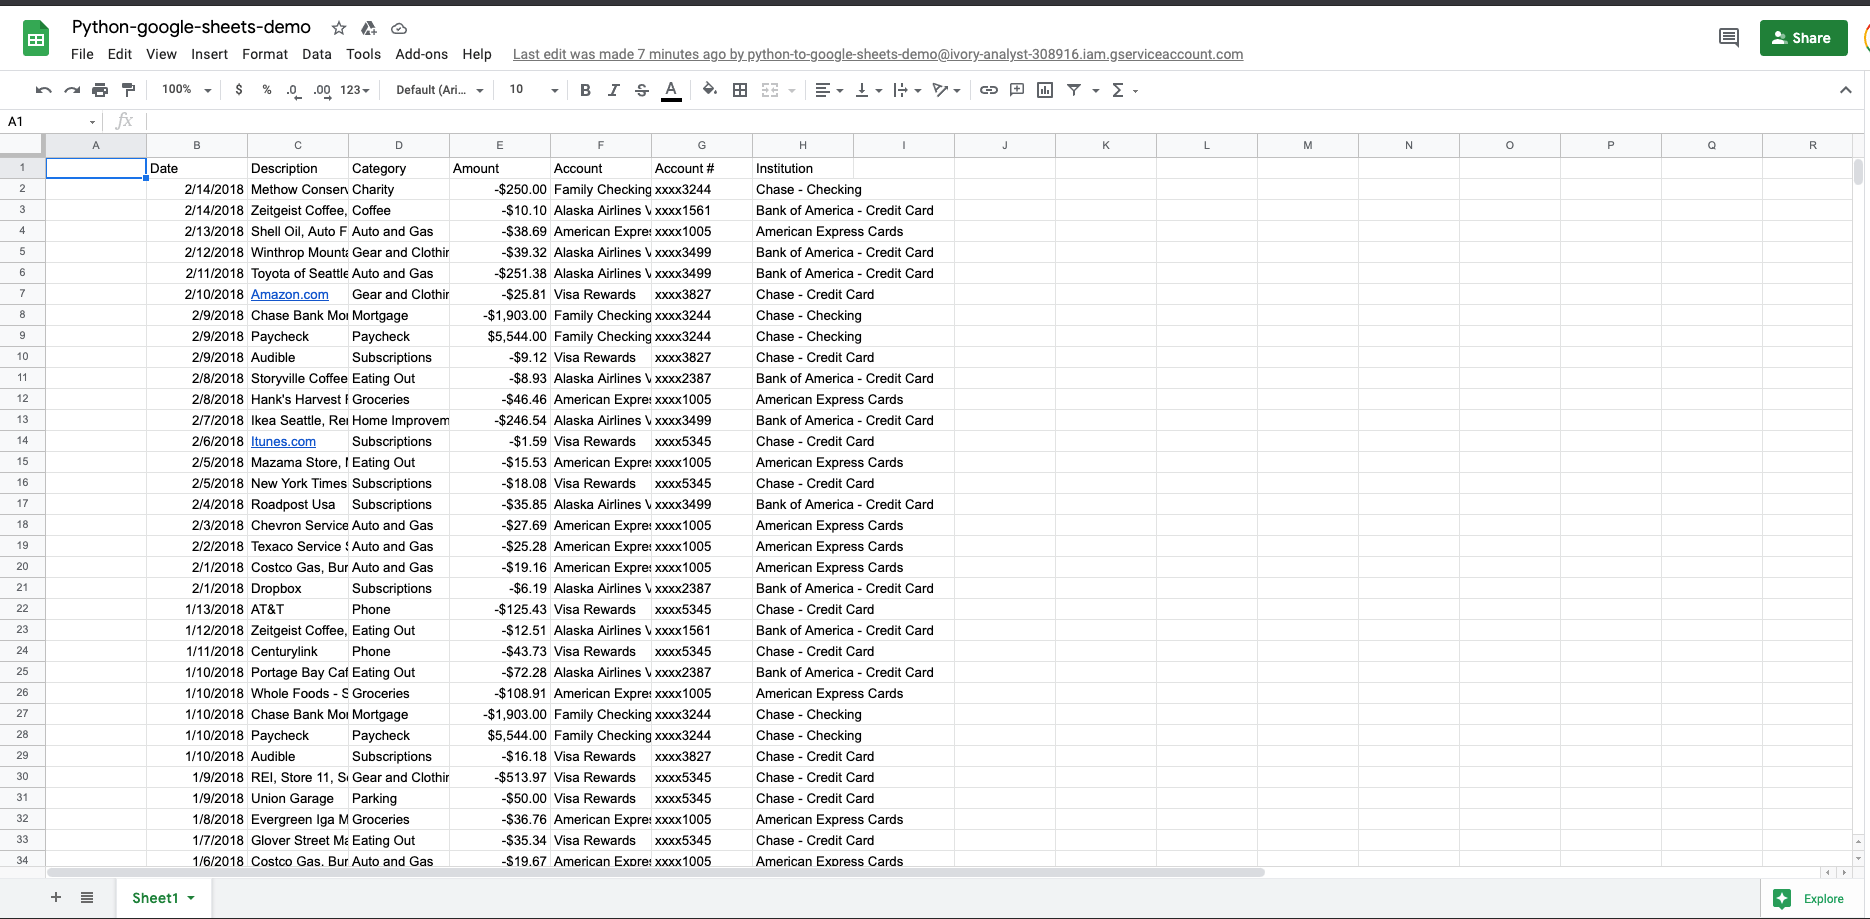 Python-google-sheets-demo
File Edit View Insert Format Data Tools Add-ons Help Last edit was made 7 minutes ago by python-to-google-sheets-demo@ivory-analyst-308916.iam.gserviceaccount.com
Share
100% $ % .0 .00 123 Default (Ari... 10 B I S A
A1 fx
A B C D E F G H I J K L M N O P Q R
1 Date Description Category Amount Account Account # Institution
2 2/14/2018 Methow Conserv Charity -$250.00 Family Checking xxxx3244 Chase - Checking
3 2/14/2018 Zeitgeist Coffee, Coffee -$10.10 Alaska Airlines V xxxx1561 Bank of America - Credit Card
4 2/13/2018 Shell Oil, Auto F Auto and Gas -$38.69 American Expres xxxx1005 American Express Cards
5 2/12/2018 Winthrop Mounta Gear and Clothin -$39.32 Alaska Airlines V xxxx3499 Bank of America - Credit Card
6 2/11/2018 Toyota of Seattle Auto and Gas -$251.38 Alaska Airlines V xxxx3499 Bank of America - Credit Card
7 2/10/2018 Amazon.com Gear and Clothin -$25.81 Visa Rewards xxxx3827 Chase - Credit Card
8 2/9/2018 Chase Bank Mor Mortgage -$1,903.00 Family Checking xxxx3244 Chase - Checking
9 2/9/2018 Paycheck Paycheck $5,544.00 Family Checking xxxx3244 Chase - Checking
10 2/9/2018 Audible Subscriptions -$9.12 Visa Rewards xxxx3827 Chase - Credit Card
11 2/8/2018 Storyville Coffee Eating Out -$8.93 Alaska Airlines V xxxx2387 Bank of America - Credit Card
12 2/8/2018 Hank's Harvest F Groceries -$46.46 American Expres xxxx1005 American Express Cards
13 2/7/2018 Ikea Seattle, Ren Home Improvem -$246.54 Alaska Airlines V xxxx3499 Bank of America - Credit Card
14 2/6/2018 Itunes.com Subscriptions -$1.59 Visa Rewards xxxx5345 Chase - Credit Card
15 2/5/2018 Mazama Store, Eating Out -$15.53 American Expres xxxx1005 American Express Cards
16 2/5/2018 New York Times Subscriptions -$18.08 Visa Rewards xxxx5345 Chase - Credit Card
17 2/4/2018 Roadpost Usa Subscriptions -$35.85 Alaska Airlines V xxxx3499 Bank of America - Credit Card
18 2/3/2018 Chevron Service Auto and Gas -$27.69 American Expres xxxx1005 American Express Cards
19 2/2/2018 Texaco Service S Auto and Gas -$25.28 American Expres xxxx1005 American Express Cards
20 2/1/2018 Costco Gas, Bur Auto and Gas -$19.16 American Expres xxxx1005 American Express Cards
21 2/1/2018 Dropbox Subscriptions -$6.19 Alaska Airlines V xxxx2387 Bank of America - Credit Card
22 1/13/2018 AT&T Phone -$125.43 Visa Rewards xxxx5345 Chase - Credit Card
23 1/12/2018 Zeitgeist Coffee, Eating Out -$12.51 Alaska Airlines V xxxx1561 Bank of America - Credit Card
24 1/11/2018 Centurylink Phone -$43.73 Visa Rewards xxxx5345 Chase - Credit Card
25 1/10/2018 Portage Bay Caf Eating Out -$72.28 Alaska Airlines V xxxx2387 Bank of America - Credit Card
26 1/10/2018 Whole Foods - S Groceries -$108.91 American Expres xxxx1005 American Express Cards
27 1/10/2018 Chase Bank Mor Mortgage -$1,903.00 Family Checking xxxx3244 Chase - Checking
28 1/10/2018 Paycheck Paycheck $5,544.00 Family Checking xxxx3244 Chase - Checking
29 1/10/2018 Audible Subscriptions -$16.18 Visa Rewards xxxx3827 Chase - Credit Card
30 1/9/2018 REI, Store 11, Se Gear and Clothin -$513.97 Visa Rewards xxxx5345 Chase - Credit Card
31 1/9/2018 Union Garage Parking -$50.00 Visa Rewards xxxx5345 Chase - Credit Card
32 1/8/2018 Evergreen Iga M Groceries -$36.76 American Expres xxxx1005 American Express Cards
33 1/7/2018 Glover Street Ma Eating Out -$35.34 Visa Rewards xxxx5345 Chase - Credit Card
34 1/6/2018 Costco Gas, Bur Auto and Gas -$19.67 American Expres xxxx1005 American Express Cards
Sheet1
Explore